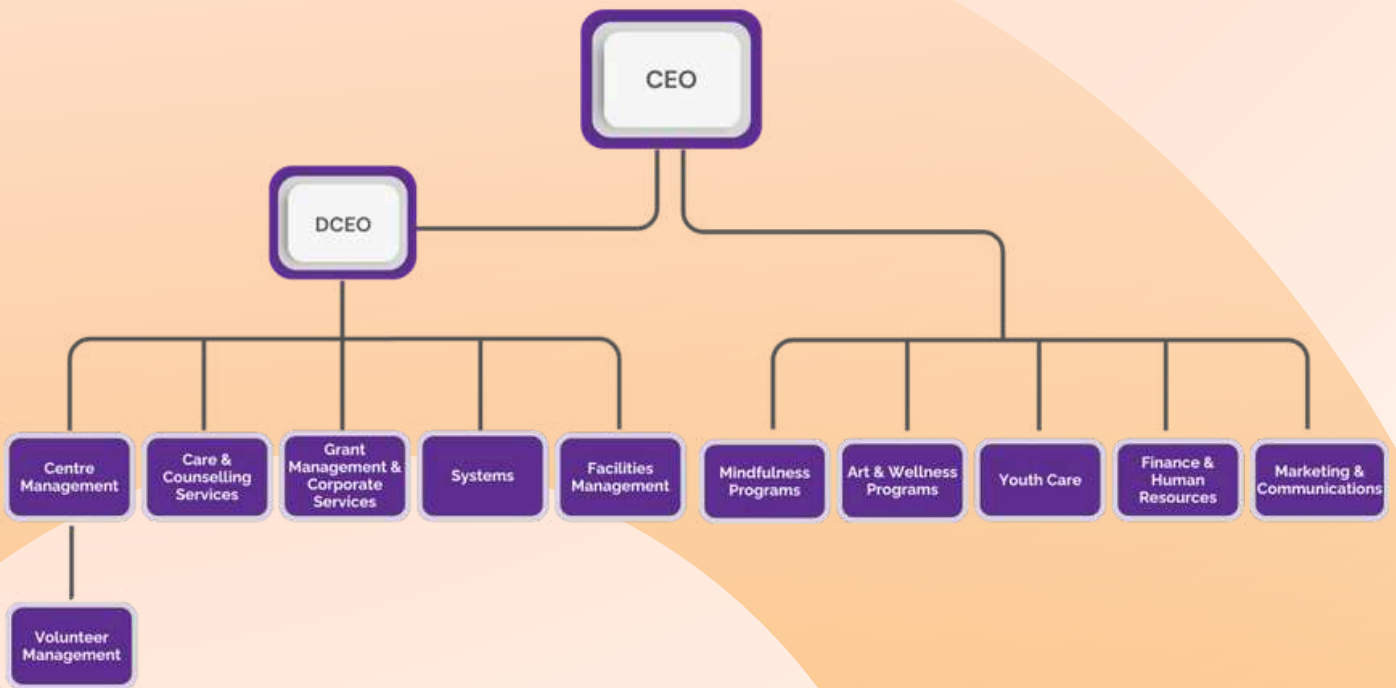 CEO
DCEO
Centre
Management
Care &
Counselling
Services
Grant
Management &
Corporate
Services
Systems
Facilities
Management
Mindfulness
Programs
Art & Wellness
Programs
Youth Care
Finance &
Human
Resources
Marketing &
Communications
Volunteer
Management